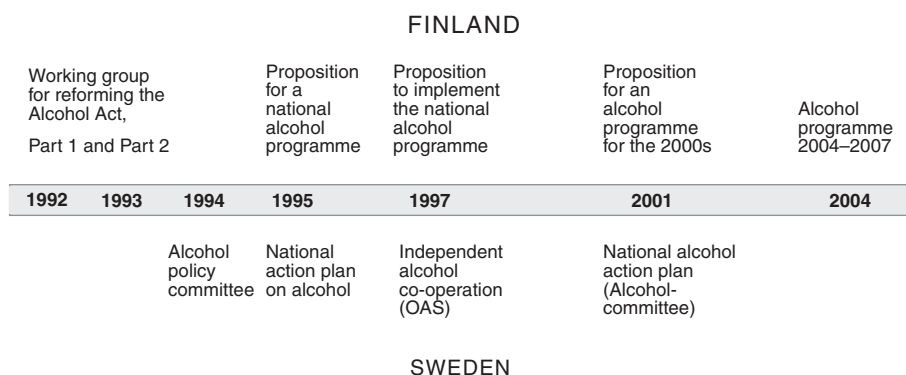 FINLAND
Working group
for reforming the
Alcohol Act,
Part 1 and Part 2
Proposition
for a
national
alcohol
programme
Proposition
to implement
the national
alcohol
programme
Proposition
for an
alcohol
programme
for the 2000s
Alcohol
programme
2004–2007
1992 1993 1994 1995 1997 2001 2004
Alcohol
policy
committee
National
action plan
on alcohol
Independent
alcohol
co-operation
(OAS)
National alcohol
action plan
(Alcohol-
committee)
SWEDEN